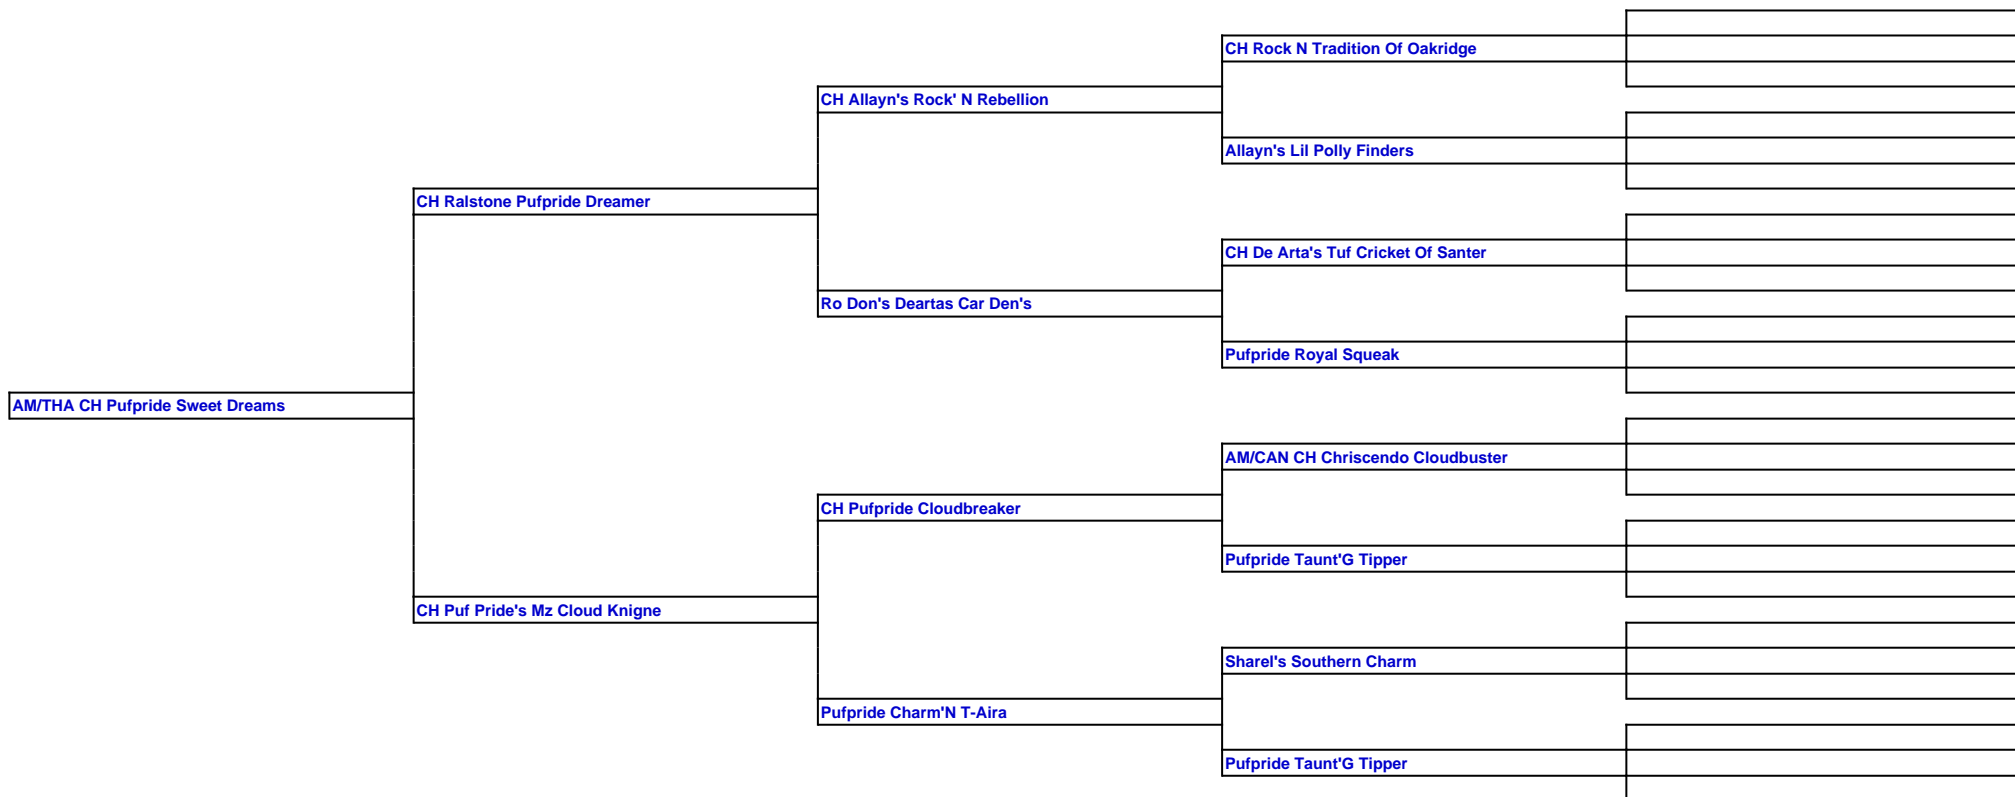 CH Rock N Tradition Of Oakridge
CH Allayn's Rock' N Rebellion
Allayn's Lil Polly Finders
CH Ralstone Pufpride Dreamer
CH De Arta's Tuf Cricket Of Santer
Ro Don's Deartas Car Den's
Pufpride Royal Squeak
AM/THA CH Pufpride Sweet Dreams
AM/CAN CH Chriscendo Cloudbuster
CH Pufpride Cloudbreaker
Pufpride Taunt'G Tipper
CH Puf Pride's Mz Cloud Knigne
Sharel's Southern Charm
Pufpride Charm'N T-Aira
Pufpride Taunt'G Tipper